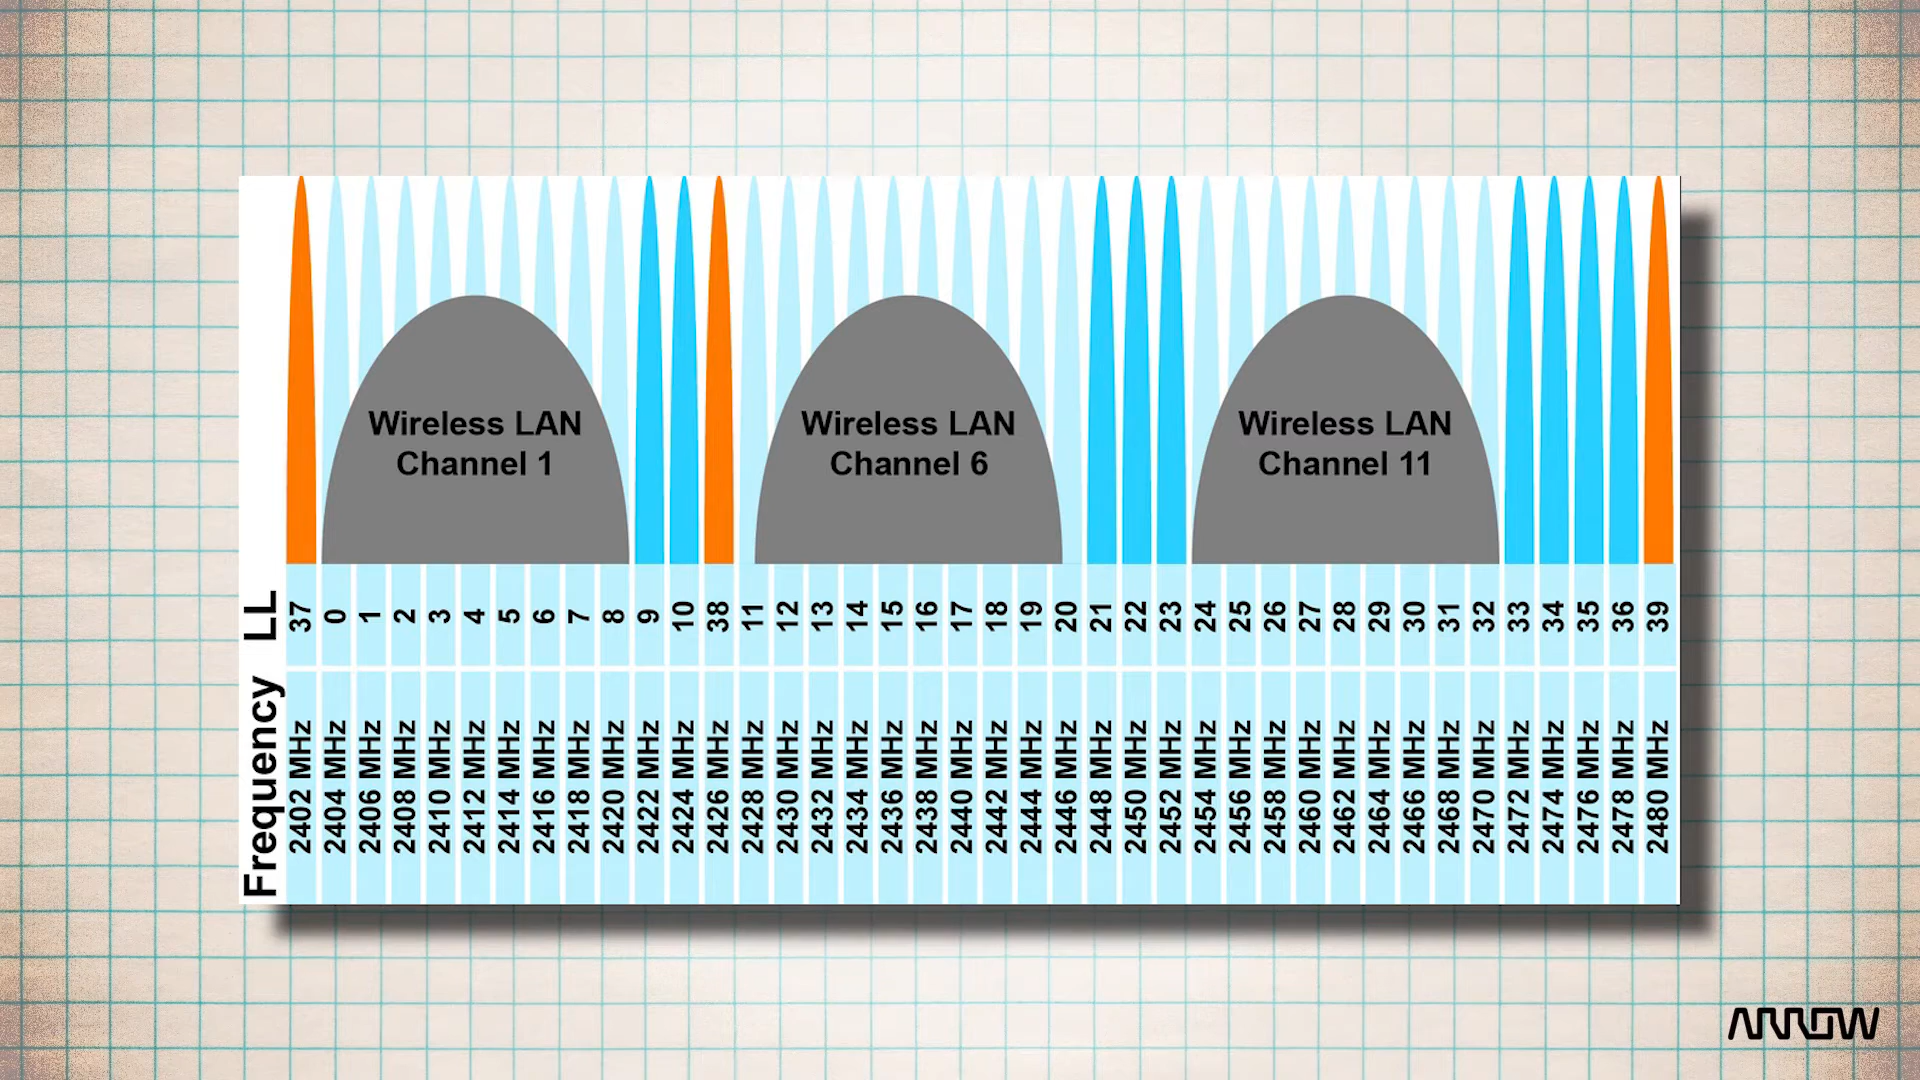 Wireless LAN
Channel 1
Wireless LAN
Channel 6
Wireless LAN
Channel 11
LL 37 0 1 2 3 4 5 6 7 8 9 10 38 11 12 13 14 15 16 17 18 19 20 21 22 23 24 25 26 27 28 29 30 31 32 33 34 35 36 39
Frequency 2402 MHz 2404 MHz 2406 MHz 2408 MHz 2410 MHz 2412 MHz 2414 MHz 2416 MHz 2418 MHz 2420 MHz 2422 MHz 2424 MHz 2426 MHz 2428 MHz 2430 MHz 2432 MHz 2434 MHz 2436 MHz 2438 MHz 2440 MHz 2442 MHz 2444 MHz 2446 MHz 2448 MHz 2450 MHz 2452 MHz 2454 MHz 2456 MHz 2458 MHz 2460 MHz 2462 MHz 2464 MHz 2466 MHz 2468 MHz 2470 MHz 2472 MHz 2474 MHz 2476 MHz 2478 MHz 2480 MHz
ARROW